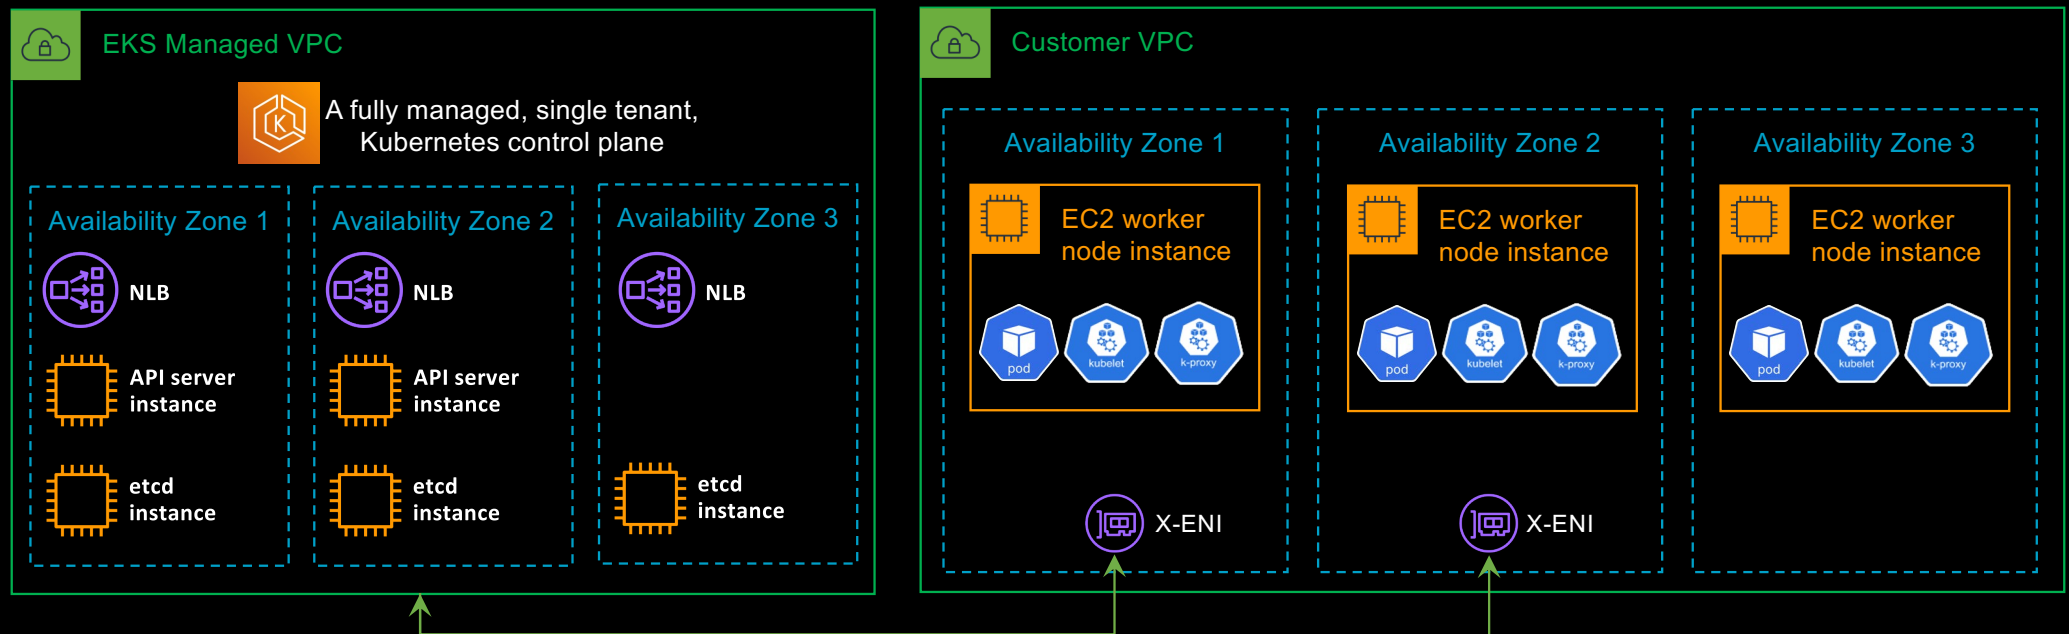 EKS Managed VPC
A fully managed, single tenant,
Kubernetes control plane
K
Availability Zone 1
NLB
API server
instance
etcd
instance
Availability Zone 2
NLB
API server
instance
etcd
instance
Availability Zone 3
NLB
etcd
instance
Customer VPC
Availability Zone 1
EC2 worker
node instance
pod
kubelet
k-proxy
X-ENI
Availability Zone 2
EC2 worker
node instance
pod
kubelet
k-proxy
X-ENI
Availability Zone 3
EC2 worker
node instance
pod
kubelet
k-proxy